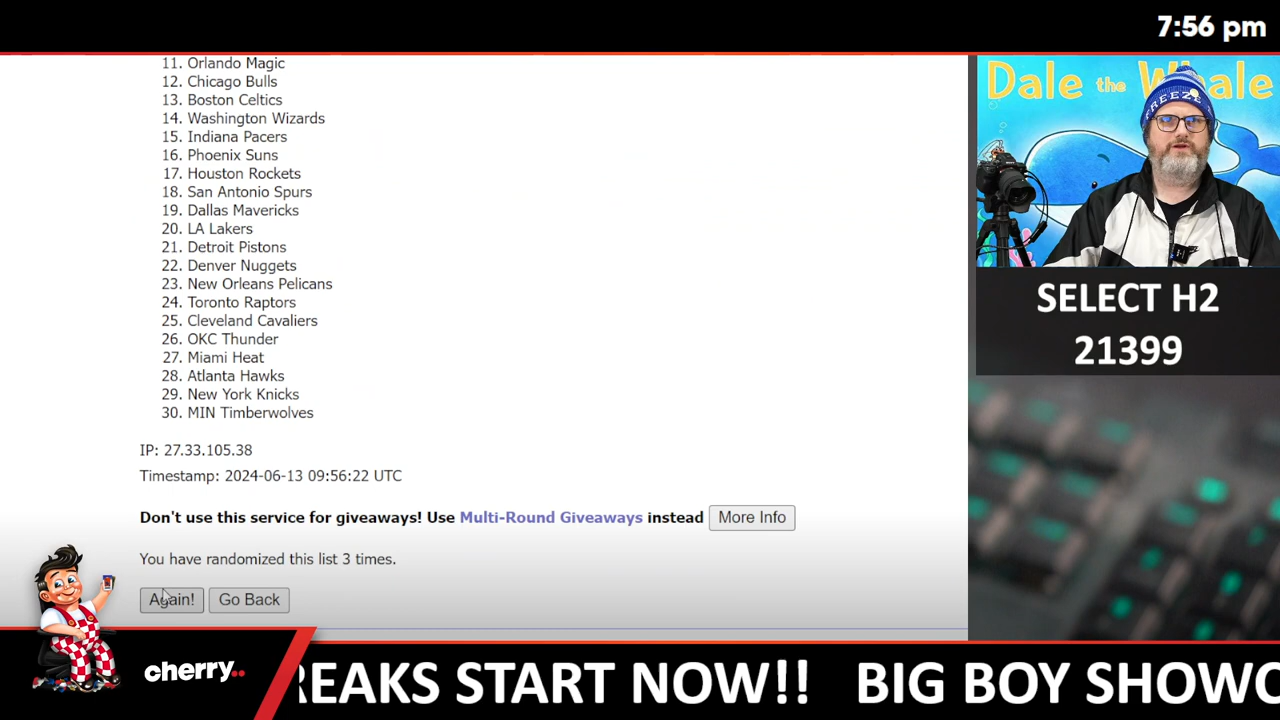 7:56 pm
11. Orlando Magic
12. Chicago Bulls
13. Boston Celtics
14. Washington Wizards
15. Indiana Pacers
16. Phoenix Suns
17. Houston Rockets
18. San Antonio Spurs
19. Dallas Mavericks
20. LA Lakers
21. Detroit Pistons
22. Denver Nuggets
23. New Orleans Pelicans
24. Toronto Raptors
25. Cleveland Cavaliers
26. OKC Thunder
27. Miami Heat
28. Atlanta Hawks
29. New York Knicks
30. MIN Timberwolves
IP: 27.33.105.38
Timestamp: 2024-06-13 09:56:22 UTC
Don't use this service for giveaways! Use Multi-Round Giveaways instead More Info
You have randomized this list 3 times.
Again! Go Back
Dale the Whale
FREEZE
SELECT H2
21399
cherry..
REAKS START NOW!! BIG BOY SHOWC